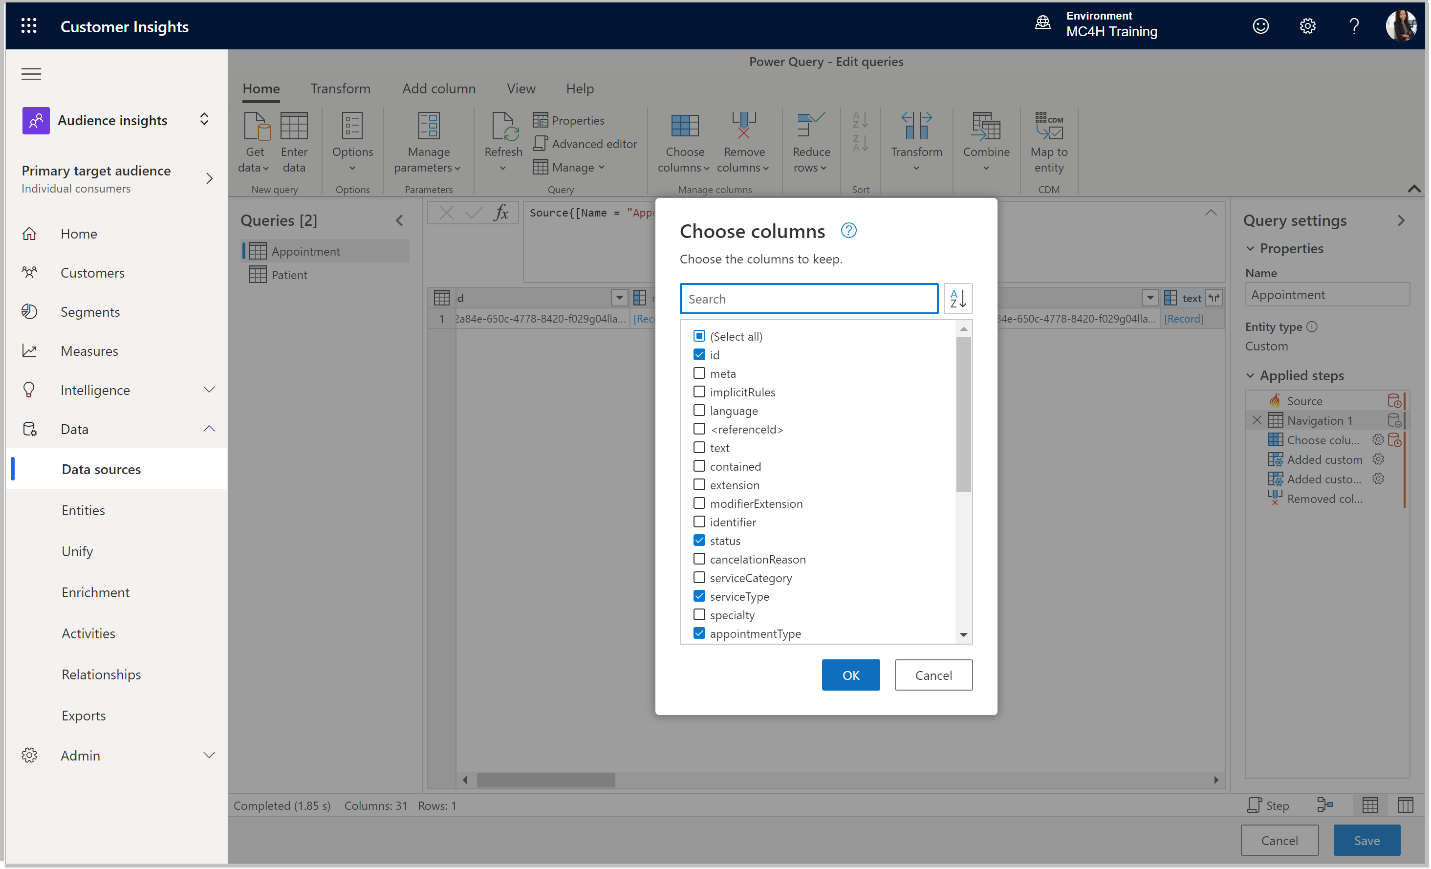 Customer Insights
Environment
MC4H Training
Audience insights
Primary target audience
Individual consumers
Home
Customers
Segments
Measures
Intelligence
Data
Data sources
Entities
Unify
Enrichment
Activities
Relationships
Exports
Admin
Power Query - Edit queries
Home Transform Add column View Help
Get data
Enter data
New query
Options
Options
Manage parameters
Parameters
Refresh
Properties
Advanced editor
Manage
Query
Choose columns
Remove columns
Manage columns
Reduce rows
Sort
Transform
Combine
Map to entity
CDM
Queries [2]
Appointment
Patient
fx Source{[Name = "Appo
d
1 2a84e-650c-4778-8420-f029g04lla... [Rec
4e-650c-4778-8420-f029g04lla... [Record]
text
Choose columns
Choose the columns to keep.
Search
(Select all)
id
meta
implicitRules
language
<referenceId>
text
contained
extension
modifierExtension
identifier
status
cancelationReason
serviceCategory
serviceType
specialty
appointmentType
OK Cancel
Query settings
Properties
Name
Appointment
Entity type
Custom
Applied steps
Source
Navigation 1
Choose colu...
Added custom
Added custo...
Removed col...
Completed (1.85 s) Columns: 31 Rows: 1
Step
Cancel Save